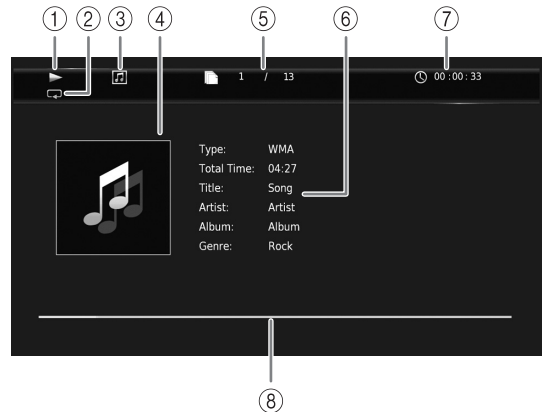 ① ② ③ ④ ⑤ ⑥ ⑦
1 / 13 00:00:33
Type: WMA
Total Time: 04:27
Title: Song
Artist: Artist
Album: Album
Genre: Rock
⑧